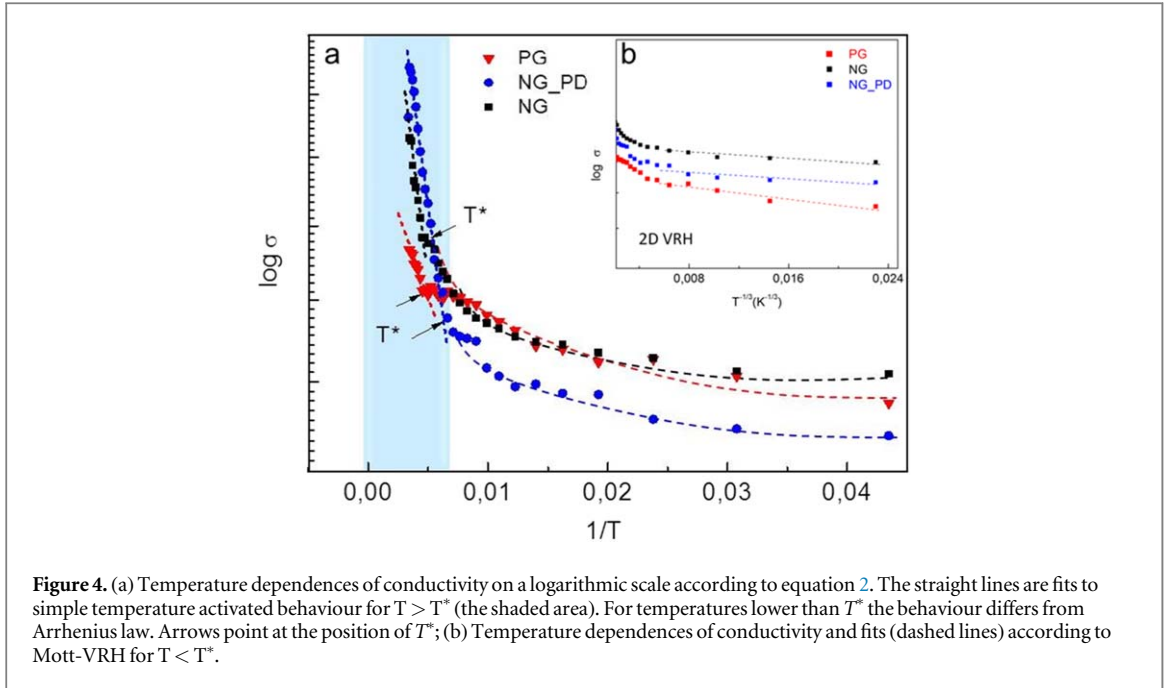 a
PG
NG_PD
NG
b
PG
NG
NG_PD
log σ
2D VRH
0,008
0,016
0,024
T^-1/3(K^-1/3)
T*
T*
log σ
0,00
0,01
0,02
0,03
0,04
1/T
Figure 4. (a) Temperature dependences of conductivity on a logarithmic scale according to equation 2. The straight lines are fits to
simple temperature activated behaviour for T > T* (the shaded area). For temperatures lower than T* the behaviour differs from
Arrhenius law. Arrows point at the position of T*; (b) Temperature dependences of conductivity and fits (dashed lines) according to
Mott-VRH for T < T*.